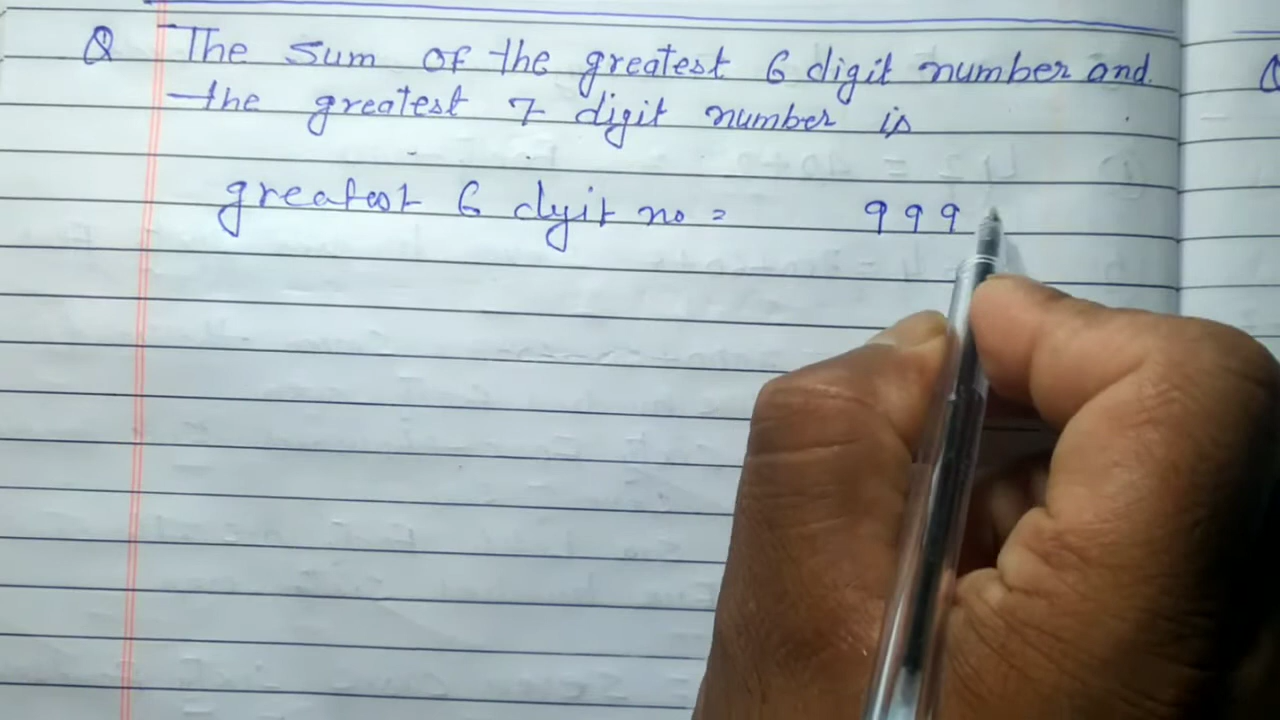 Q The sum of the greatest 6 digit number and
the greatest 7 digit number is
greatest 6 digit no = 999